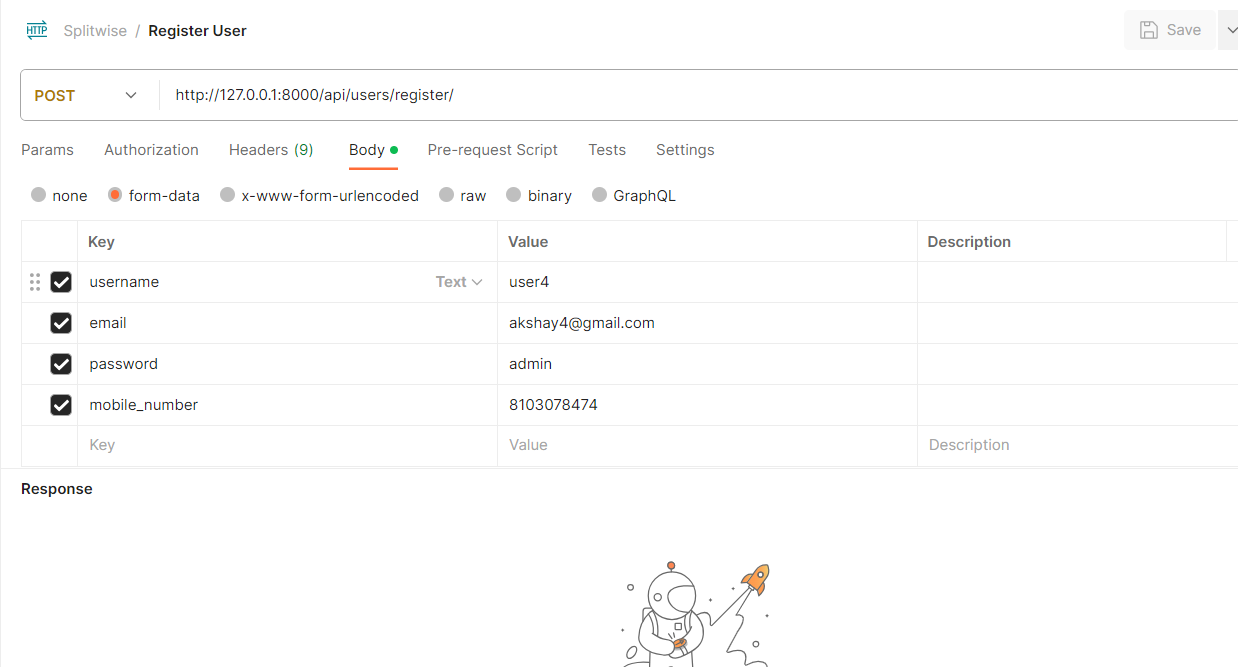 HTTP Splitwise / Register User Save
POST http://127.0.0.1:8000/api/users/register/
Params Authorization Headers (9) Body Pre-request Script Tests Settings
none form-data x-www-form-urlencoded raw binary GraphQL
Key Value Description
username Text user4
email akshay4@gmail.com
password admin
mobile_number 8103078474
Key Value Description
Response